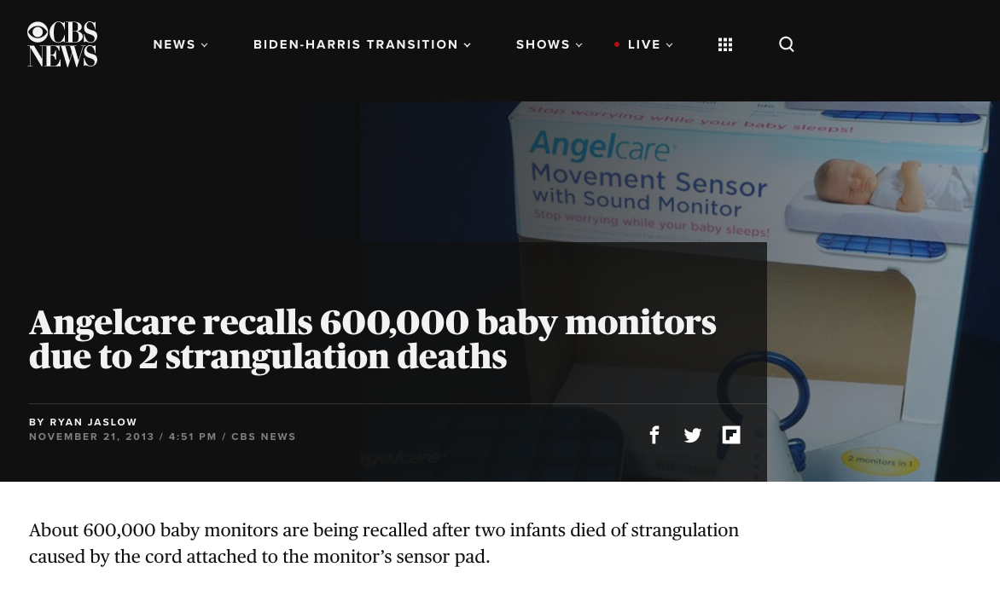 CBS
NEWS
NEWS
BIDEN-HARRIS TRANSITION
SHOWS
LIVE
Stop worrying while your baby sleeps!
Angelcare
Movement Sensor
with Sound Monitor
Stop worrying while your baby sleeps!
Angelcare recalls 600,000 baby monitors
due to 2 strangulation deaths
BY RYAN JASLOW
NOVEMBER 21, 2013 / 4:51 PM / CBS NEWS
gelcare
2 monitors in 1
About 600,000 baby monitors are being recalled after two infants died of strangulation
caused by the cord attached to the monitor’s sensor pad.